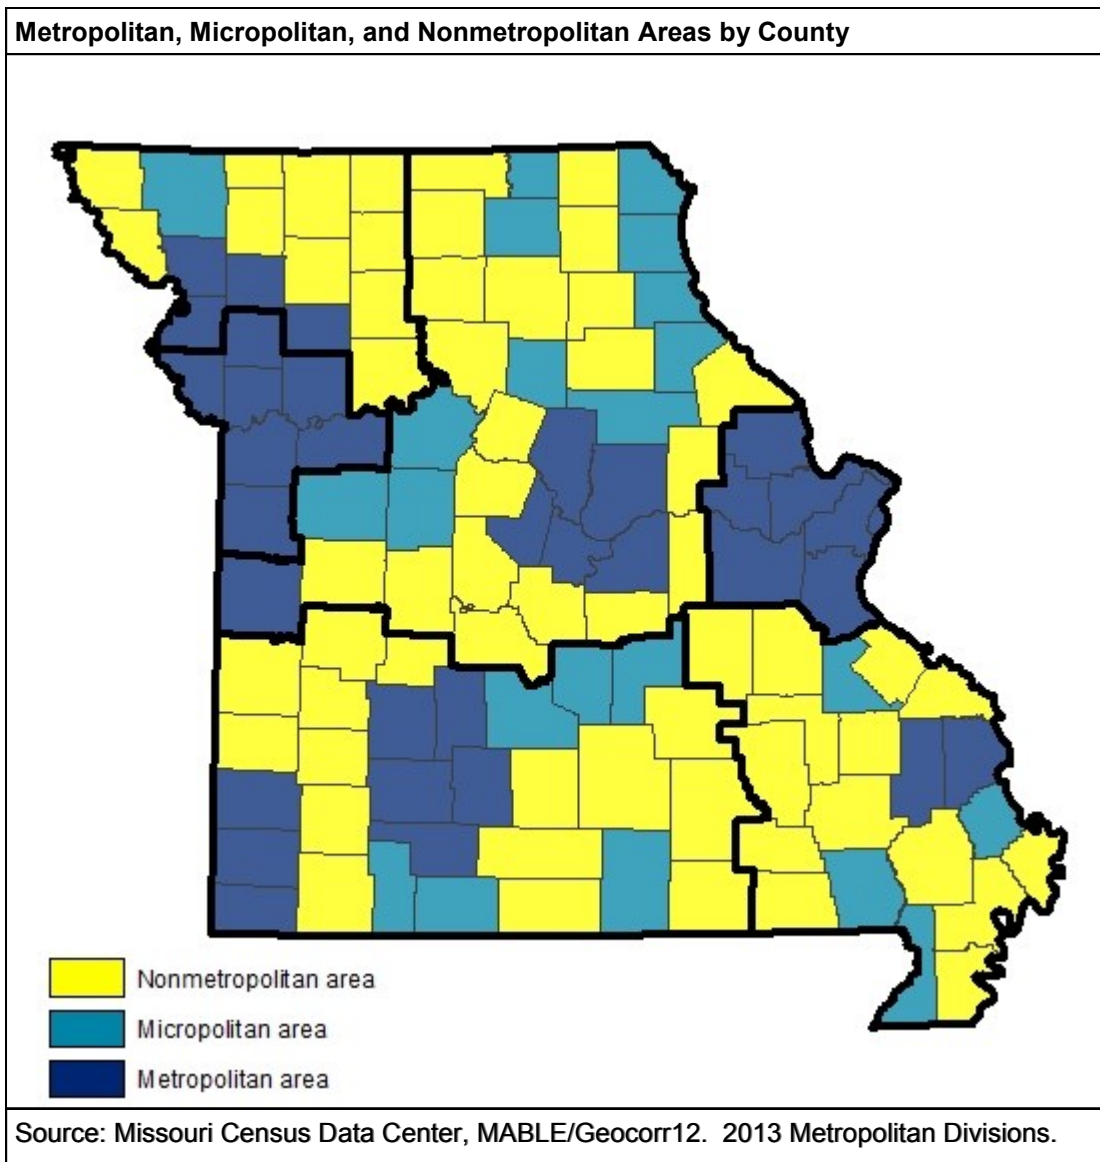 Metropolitan, Micropolitan, and Nonmetropolitan Areas by County
Nonmetropolitan area
Micropolitan area
Metropolitan area
Source: Missouri Census Data Center, MABLE/Geocorr12.  2013 Metropolitan Divisions.